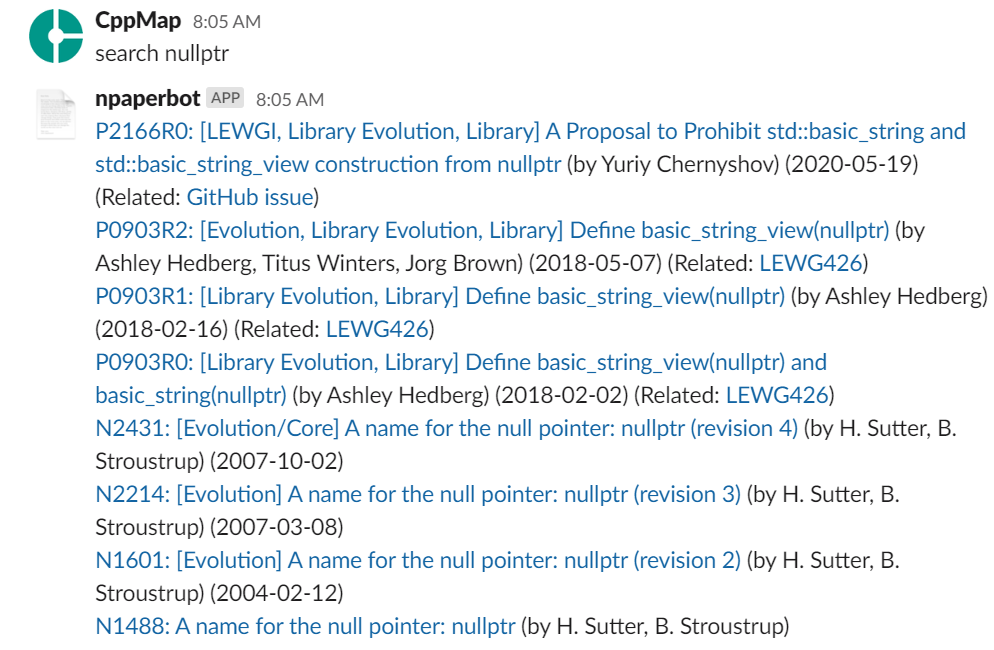 CppMap 8:05 AM
search nullptr
npaperbot APP 8:05 AM
P2166R0: [LEWGI, Library Evolution, Library] A Proposal to Prohibit std::basic_string and
std::basic_string_view construction from nullptr (by Yuriy Chernyshov) (2020-05-19)
(Related: GitHub issue)
P0903R2: [Evolution, Library Evolution, Library] Define basic_string_view(nullptr) (by
Ashley Hedberg, Titus Winters, Jorg Brown) (2018-05-07) (Related: LEWG426)
P0903R1: [Library Evolution, Library] Define basic_string_view(nullptr) (by Ashley Hedberg)
(2018-02-16) (Related: LEWG426)
P0903R0: [Library Evolution, Library] Define basic_string_view(nullptr) and
basic_string(nullptr) (by Ashley Hedberg) (2018-02-02) (Related: LEWG426)
N2431: [Evolution/Core] A name for the null pointer: nullptr (revision 4) (by H. Sutter, B.
Stroustrup) (2007-10-02)
N2214: [Evolution] A name for the null pointer: nullptr (revision 3) (by H. Sutter, B.
Stroustrup) (2007-03-08)
N1601: [Evolution] A name for the null pointer: nullptr (revision 2) (by H. Sutter, B.
Stroustrup) (2004-02-12)
N1488: A name for the null pointer: nullptr (by H. Sutter, B. Stroustrup)